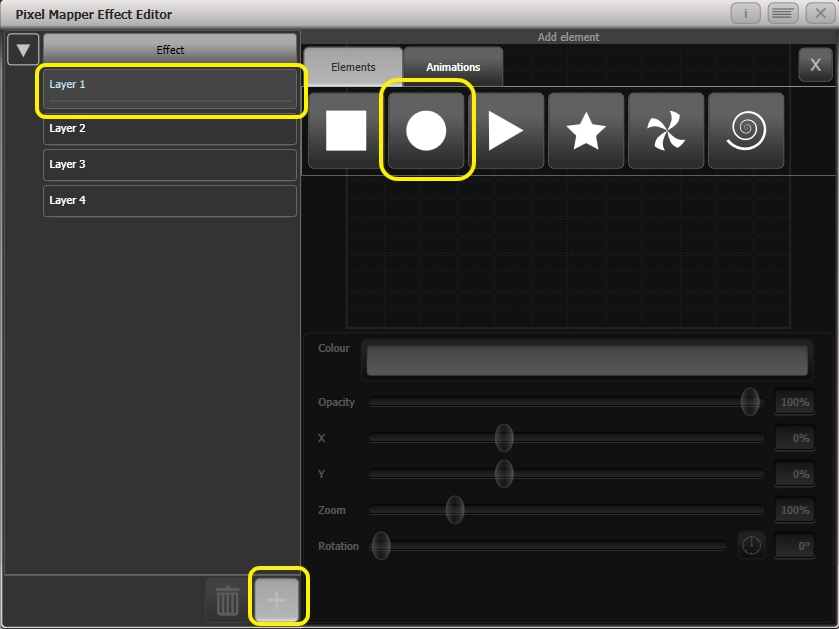 Pixel Mapper Effect Editor
i
Add element
Effect
Layer 1
Layer 2
Layer 3
Layer 4
Elements
Animations
X
Colour
Opacity
100%
X
0%
Y
0%
Zoom
100%
Rotation
0°